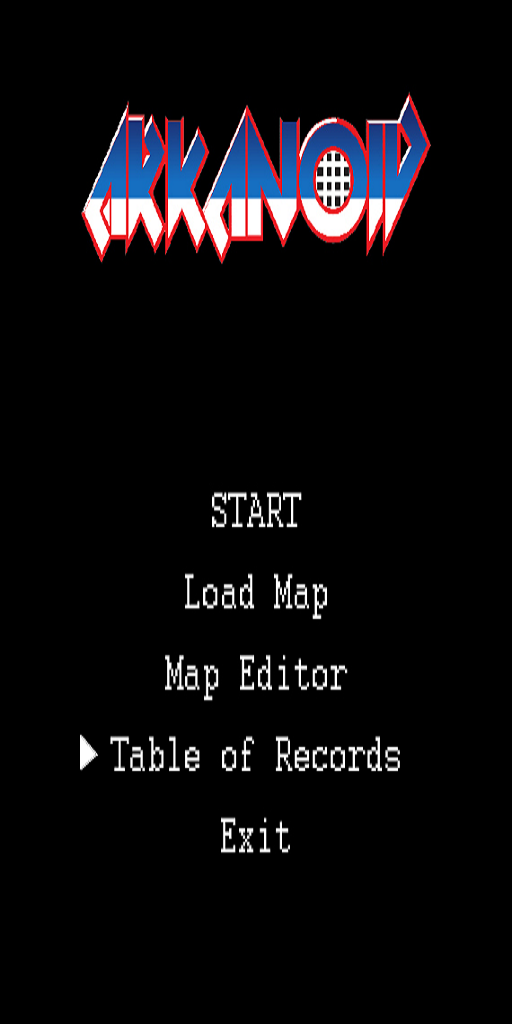 ARKANOID
START
Load Map
Map Editor
Table of Records
Exit